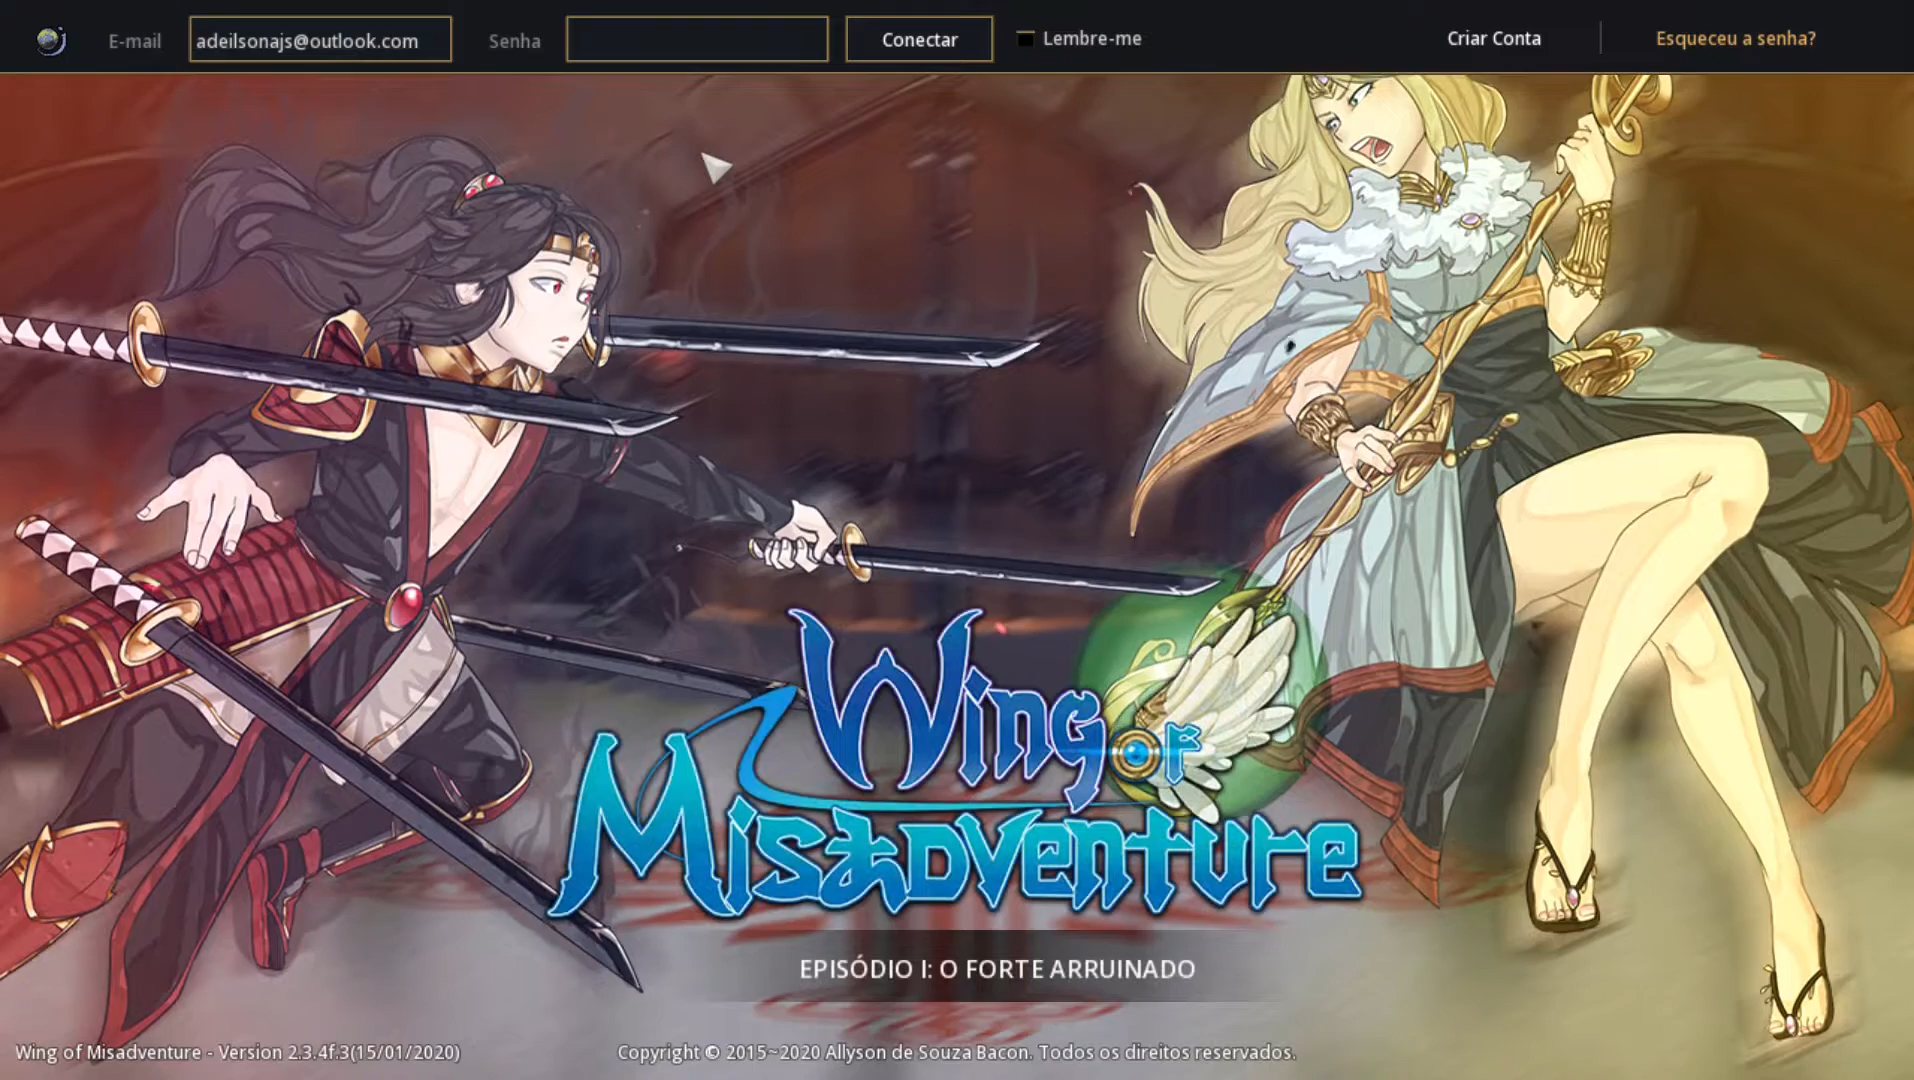 E-mail adeilsonajs@outlook.com Senha Conectar Lembre-me Criar Conta Esqueceu a senha?
Wing of
Misadventure
EPISÓDIO I: O FORTE ARRUINADO
Wing of Misadventure - Version 2.3.4f.3(15/01/2020) Copyright © 2015~2020 Allyson de Souza Bacon. Todos os direitos reservados.